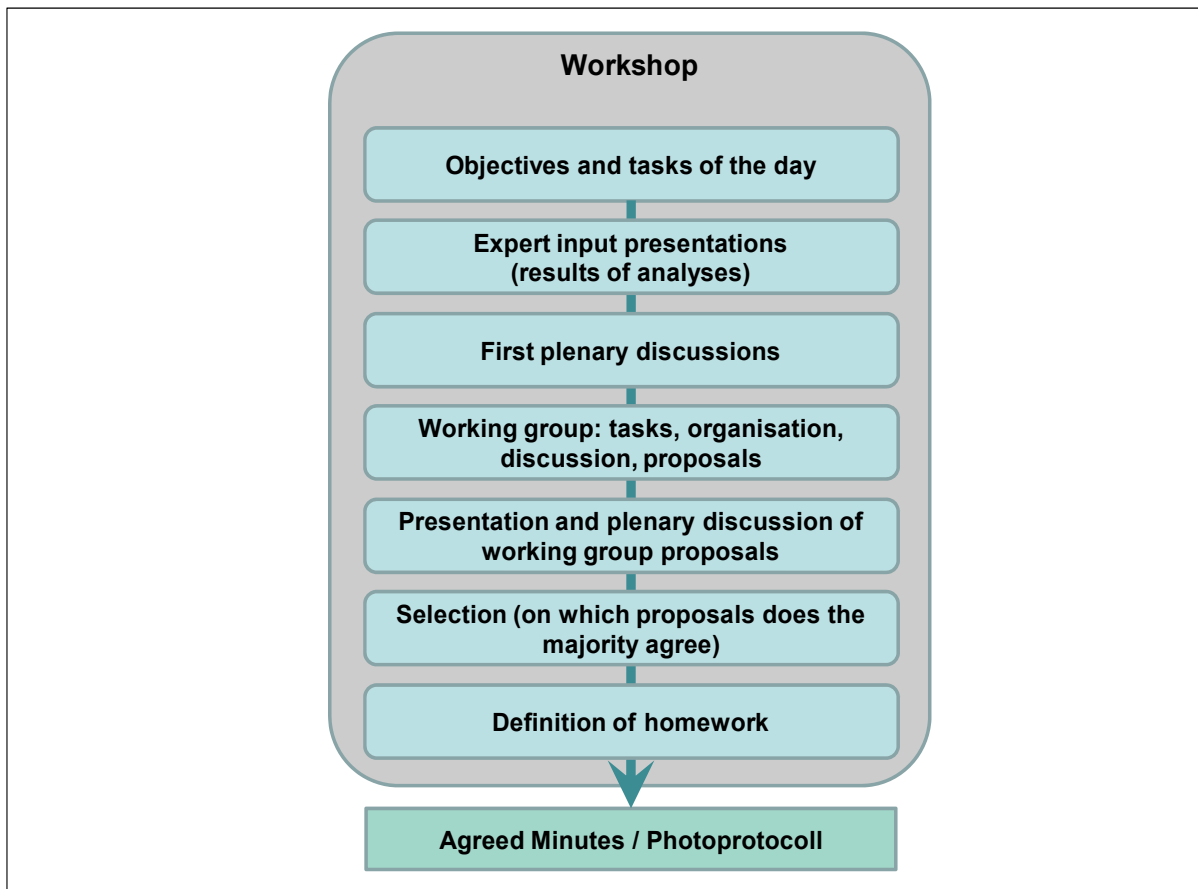 Workshop
Objectives and tasks of the day
Expert input presentations
(results of analyses)
First plenary discussions
Working group: tasks, organisation,
discussion, proposals
Presentation and plenary discussion of
working group proposals
Selection (on which proposals does the
majority agree)
Definition of homework
Agreed Minutes / Photoprotocoll